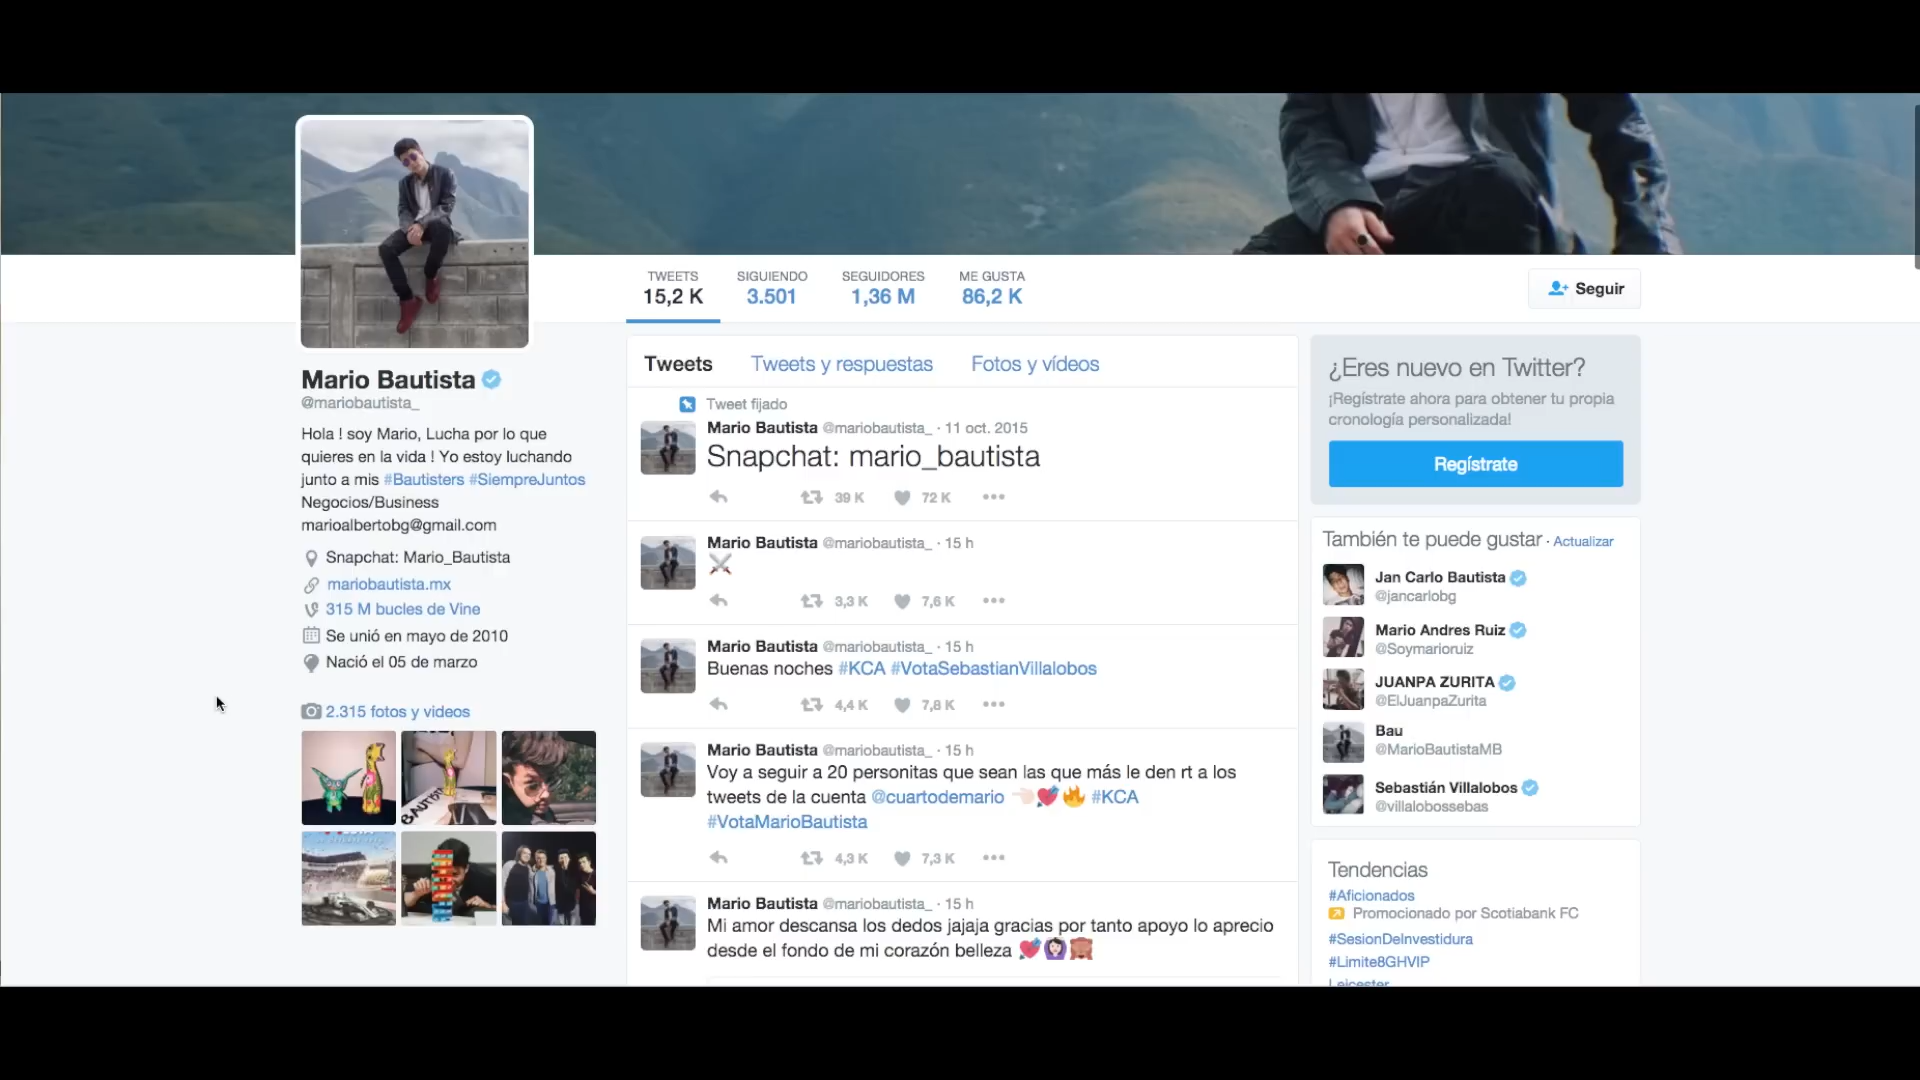 TWEETS
15,2 K
SIGUIENDO
3.501
SEGUIDORES
1,36 M
ME GUSTA
86,2 K
Seguir
Mario Bautista
@mariobautista_
Hola ! soy Mario, Lucha por lo que
quieres en la vida ! Yo estoy luchando
junto a mis #Bautisters #SiempreJuntos
Negocios/Business
marioalbertobg@gmail.com
Snapchat: Mario_Bautista
mariobautista.mx
315 M bucles de Vine
Se unió en mayo de 2010
Nació el 05 de marzo
2.315 fotos y videos
Tweets Tweets y respuestas Fotos y vídeos
Tweet fijado
Mario Bautista @mariobautista_ · 11 oct. 2015
Snapchat: mario_bautista
39 K 72 K
Mario Bautista @mariobautista_ · 15 h
3,3 K 7,6 K
Mario Bautista @mariobautista_ · 15 h
Buenas noches #KCA #VotaSebastianVillalobos
4,4 K 7,8 K
Mario Bautista @mariobautista_ · 15 h
Voy a seguir a 20 personitas que sean las que más le den rt a los
tweets de la cuenta @cuartodemario 👈🏻💘🔥 #KCA
#VotaMarioBautista
4,3 K 7,3 K
Mario Bautista @mariobautista_ · 15 h
Mi amor descansa los dedos jajaja gracias por tanto apoyo lo aprecio
desde el fondo de mi corazón belleza 💘🙆🏻🙈
¿Eres nuevo en Twitter?
¡Regístrate ahora para obtener tu propia
cronología personalizada!
Regístrate
También te puede gustar · Actualizar
Jan Carlo Bautista
@jancarlobg
Mario Andres Ruiz
@Soymarioruiz
JUANPA ZURITA
@ElJuanpaZurita
Bau
@MarioBautistaMB
Sebastián Villalobos
@villalobossebas
Tendencias
#Aficionados
Promocionado por Scotiabank FC
#SesionDeInvestidura
#Limite8GHVIP
Leicester